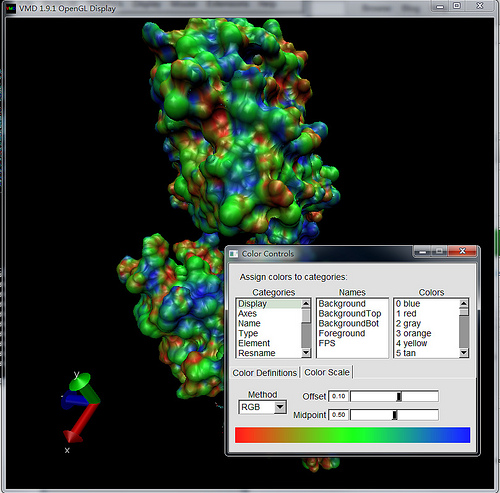 VMD 1.9.1 OpenGL Display
Color Controls
Assign colors to categories:
Categories Names Colors
Display Background 0 blue
Axes BackgroundTop 1 red
Name BackgroundBot 2 gray
Type Foreground 3 orange
Element FPS 4 yellow
Resname 5 tan
Color Definitions Color Scale
Method Offset 0.10
RGB Midpoint 0.50
y
x